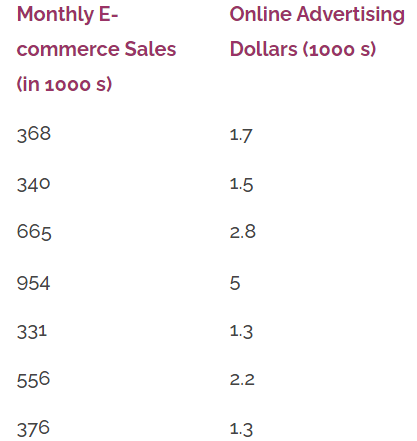 Monthly E- Online Advertising
commerce Sales Dollars (1000 s)
(in 1000 s)
368 1.7
340 1.5
665 2.8
954 5
331 1.3
556 2.2
376 1.3